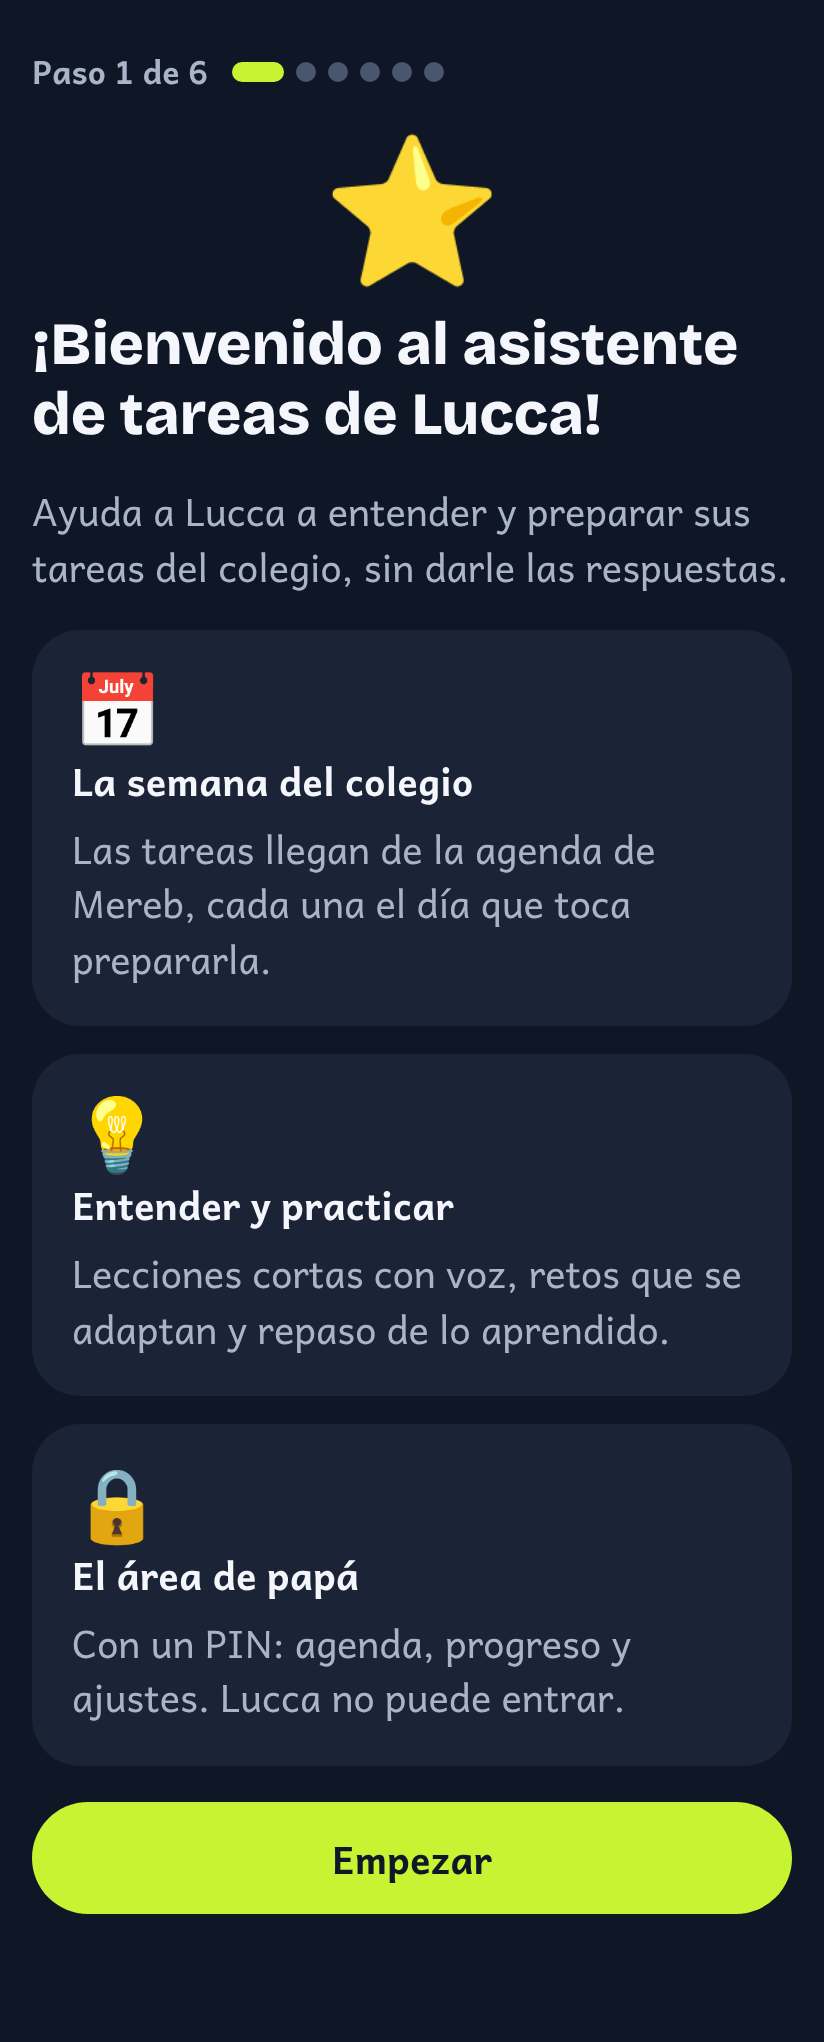 Paso 1 de 6
¡Bienvenido al asistente
de tareas de Lucca!
Ayuda a Lucca a entender y preparar sus
tareas del colegio, sin darle las respuestas.
July
17
La semana del colegio
Las tareas llegan de la agenda de
Mereb, cada una el día que toca
prepararla.
Entender y practicar
Lecciones cortas con voz, retos que se
adaptan y repaso de lo aprendido.
El área de papá
Con un PIN: agenda, progreso y
ajustes. Lucca no puede entrar.
Empezar